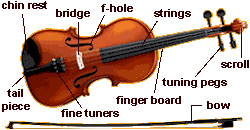 chin rest
bridge
f-hole
strings
scroll
tuning pegs
tail
piece
fine tuners
finger board
bow